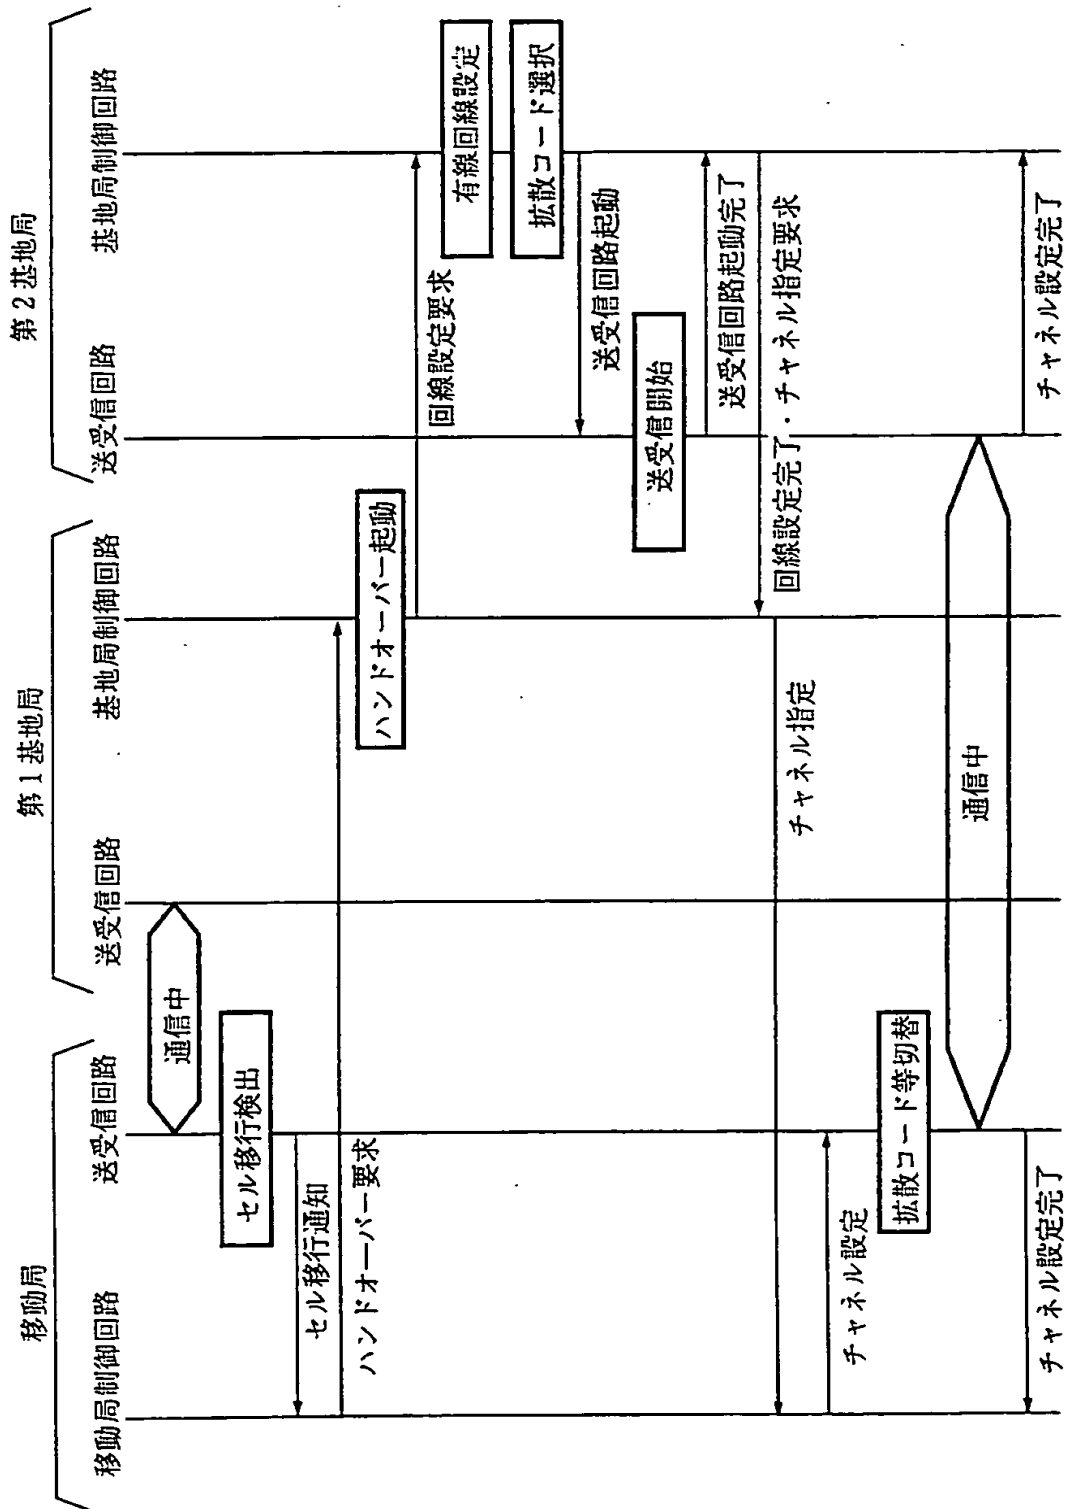 移動局
第1基地局
第2基地局
移動局制御回路
送受信回路
送受信回路
基地局制御回路
送受信回路
基地局制御回路
通信中
セル移行検出
セル移行通知
ハンドオーバー要求
ハンドオーバー起動
回線設定要求
有線回線設定
拡散コード選択
送受信回路起動
送受信開始
送受信回路起動完了
回線設定完了・チャネル指定要求
チャネル指定
チャネル設定
拡散コード等切替
通信中
チャネル設定完了
チャネル設定完了